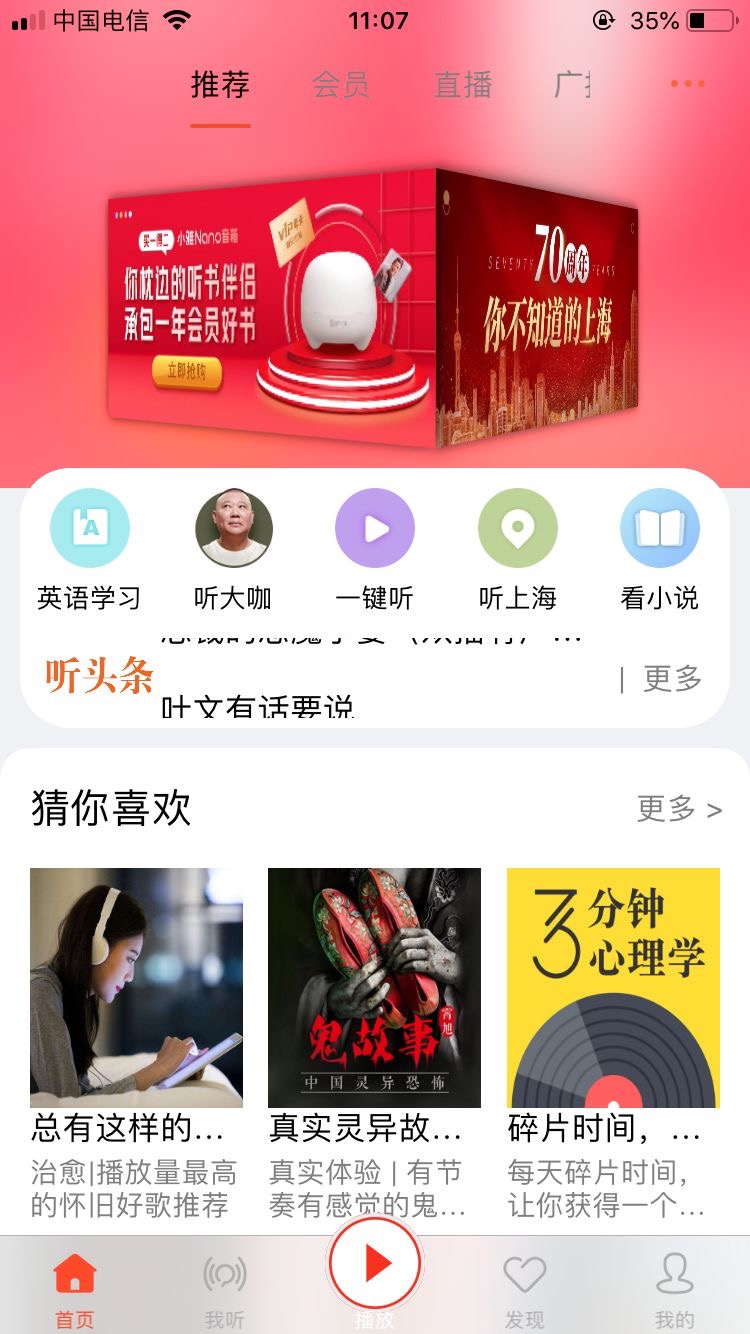 中国电信
11:07
35%
推荐
会员
直播
买一得二
小雅Nano音箱
你枕边的听书伴侣
承包一年会员好书
立即抢购
SEVENTY
70
周年
YEARS
你不知道的上海
A
英语学习
听大咖
一键听
听上海
看小说
听头条
叶文有话要说
| 更多
猜你喜欢
更多 >
鬼故事
中国灵异恐怖
3分钟
心理学
总有这样的...
真实灵异故...
碎片时间，...
治愈|播放量最高
的怀旧好歌推荐
真实体验 | 有节
奏有感觉的鬼...
每天碎片时间，
让你获得一个...
首页
我听
播放
发现
我的